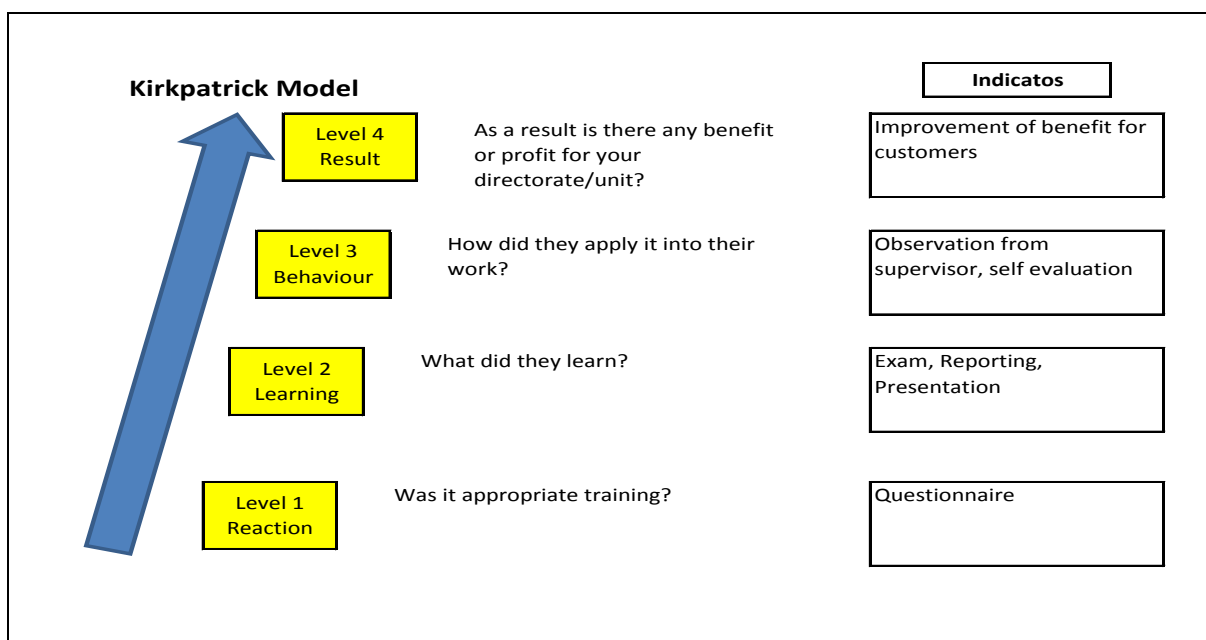 Kirkpatrick Model
Indicatos
Level 4
Result
As a result is there any benefit
or profit for your
directorate/unit?
Improvement of benefit for
customers
Level 3
Behaviour
How did they apply it into their
work?
Observation from
supervisor, self evaluation
Level 2
Learning
What did they learn?
Exam, Reporting,
Presentation
Level 1
Reaction
Was it appropriate training?
Questionnaire